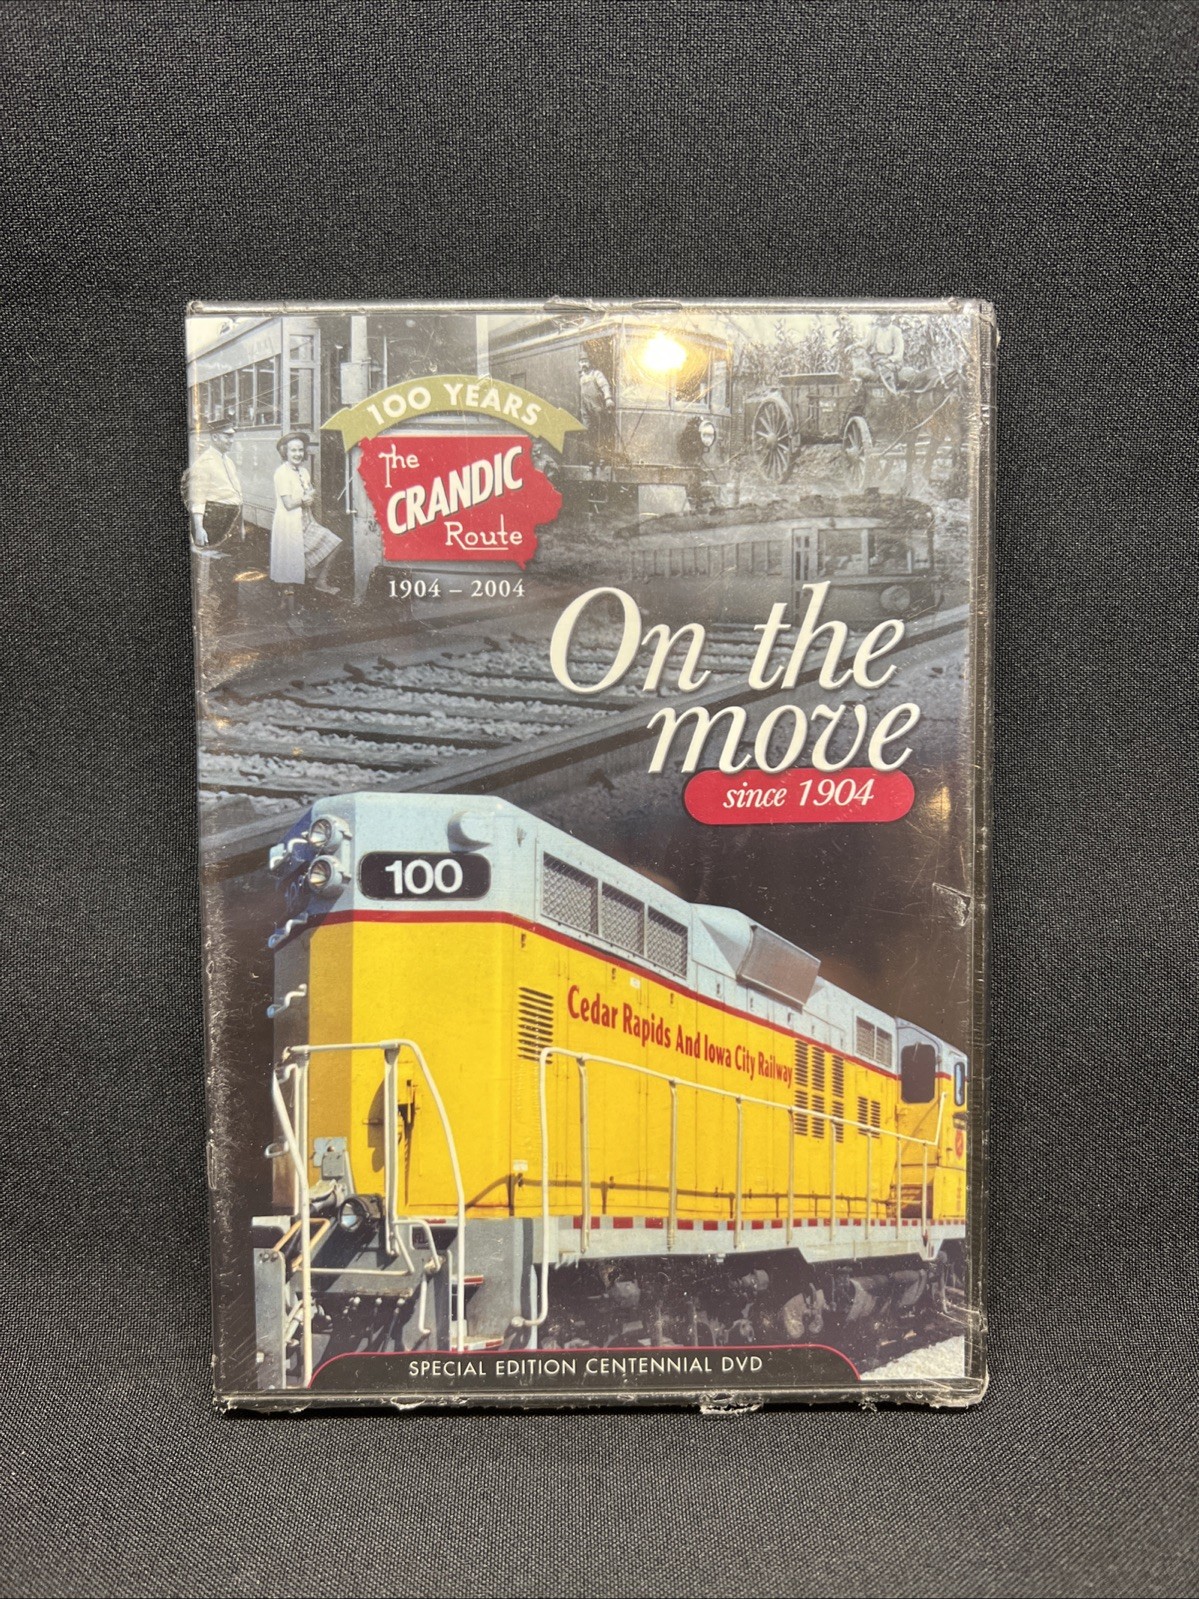 100 YEARS
The
CRANDIC
Route
1904 – 2004
On the
move
since 1904
100
Cedar Rapids And Iowa City Railway
SPECIAL EDITION CENTENNIAL DVD